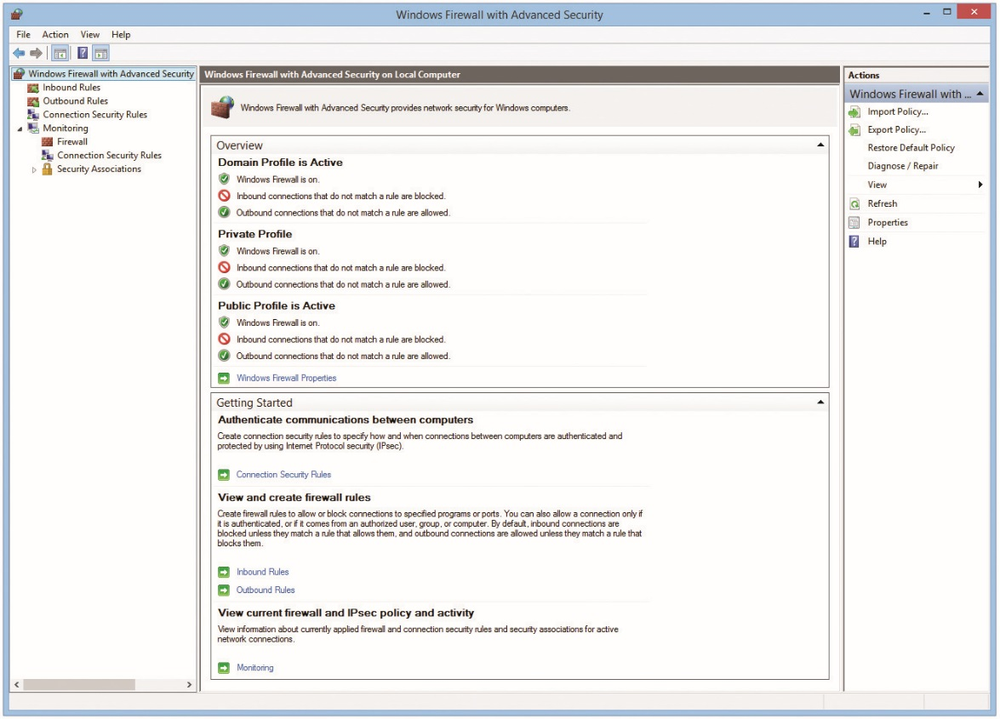 Windows Firewall with Advanced Security
File Action View Help
Windows Firewall with Advanced Security
Inbound Rules
Outbound Rules
Connection Security Rules
Monitoring
Firewall
Connection Security Rules
Security Associations
Windows Firewall with Advanced Security on Local Computer
Windows Firewall with Advanced Security provides network security for Windows computers.
Overview
Domain Profile is Active
Windows Firewall is on.
Inbound connections that do not match a rule are blocked.
Outbound connections that do not match a rule are allowed.
Private Profile
Windows Firewall is on.
Inbound connections that do not match a rule are blocked.
Outbound connections that do not match a rule are allowed.
Public Profile is Active
Windows Firewall is on.
Inbound connections that do not match a rule are blocked.
Outbound connections that do not match a rule are allowed.
Windows Firewall Properties
Getting Started
Authenticate communications between computers
Create connection security rules to specify how and when connections between computers are authenticated and
protected by using Internet Protocol security (IPsec).
Connection Security Rules
View and create firewall rules
Create firewall rules to allow or block connections to specified programs or ports. You can also allow a connection only if
it is authenticated, or if it comes from an authorized user, group, or computer. By default, inbound connections are
blocked unless they match a rule that allows them, and outbound connections are allowed unless they match a rule that
blocks them.
Inbound Rules
Outbound Rules
View current firewall and IPsec policy and activity
View information about currently applied firewall and connection security rules and security associations for active
network connections.
Monitoring
Actions
Windows Firewall with ...
Import Policy...
Export Policy...
Restore Default Policy
Diagnose / Repair
View
Refresh
Properties
Help